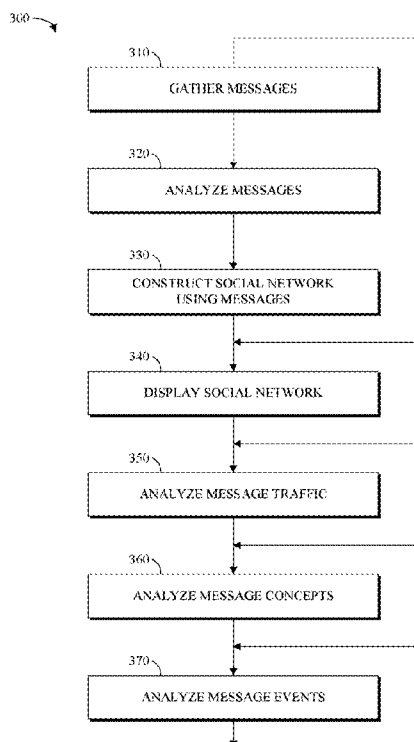 300
310
GATHER MESSAGES
320
ANALYZE MESSAGES
330
CONSTRUCT SOCIAL NETWORK
USING MESSAGES
340
DISPLAY SOCIAL NETWORK
350
ANALYZE MESSAGE TRAFFIC
360
ANALYZE MESSAGE CONCEPTS
370
ANALYZE MESSAGE EVENTS